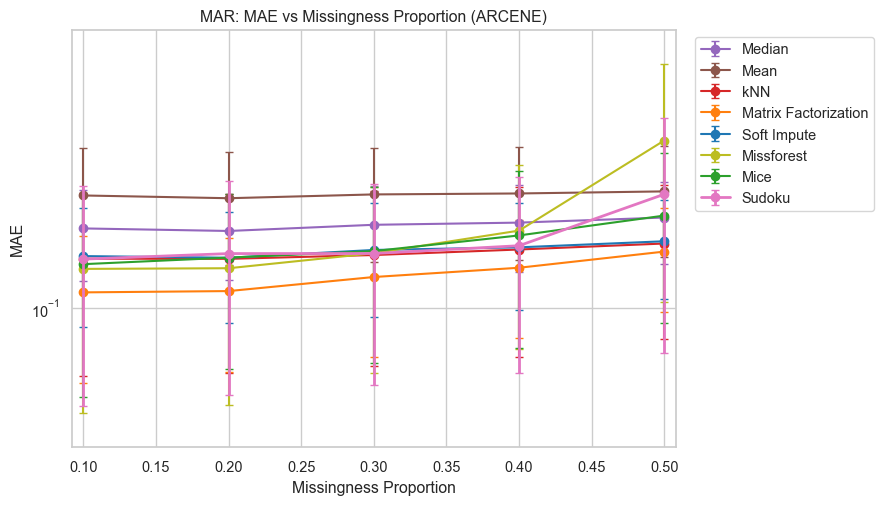 MAR: MAE vs Missingness Proportion (ARCENE)
MAE
10⁻¹
0.10 0.15 0.20 0.25 0.30 0.35 0.40 0.45 0.50
Missingness Proportion
Median
Mean
kNN
Matrix Factorization
Soft Impute
Missforest
Mice
Sudoku